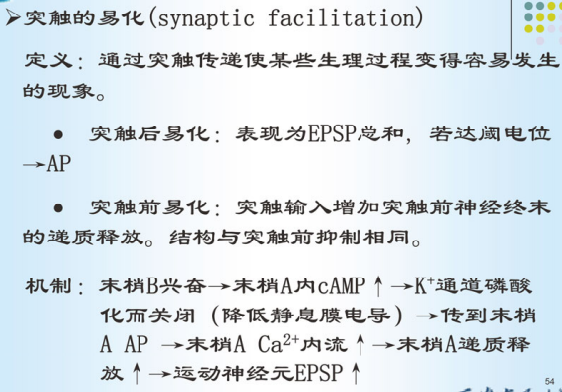 ➢突触的易化(synaptic facilitation)
定义：通过突触传递使某些生理过程变得容易发生
的现象。
● 突触后易化：表现为EPSP总和，若达阈电位
→AP
● 突触前易化：突触输入增加突触前神经终末
的递质释放。结构与突触前抑制相同。
机制：末梢B兴奋→末梢A内cAMP↑→K⁺通道磷酸
化而关闭（降低静息膜电导）→传到末梢
A AP →末梢A Ca²⁺内流↑→末梢A递质释
放↑→运动神经元EPSP↑
54